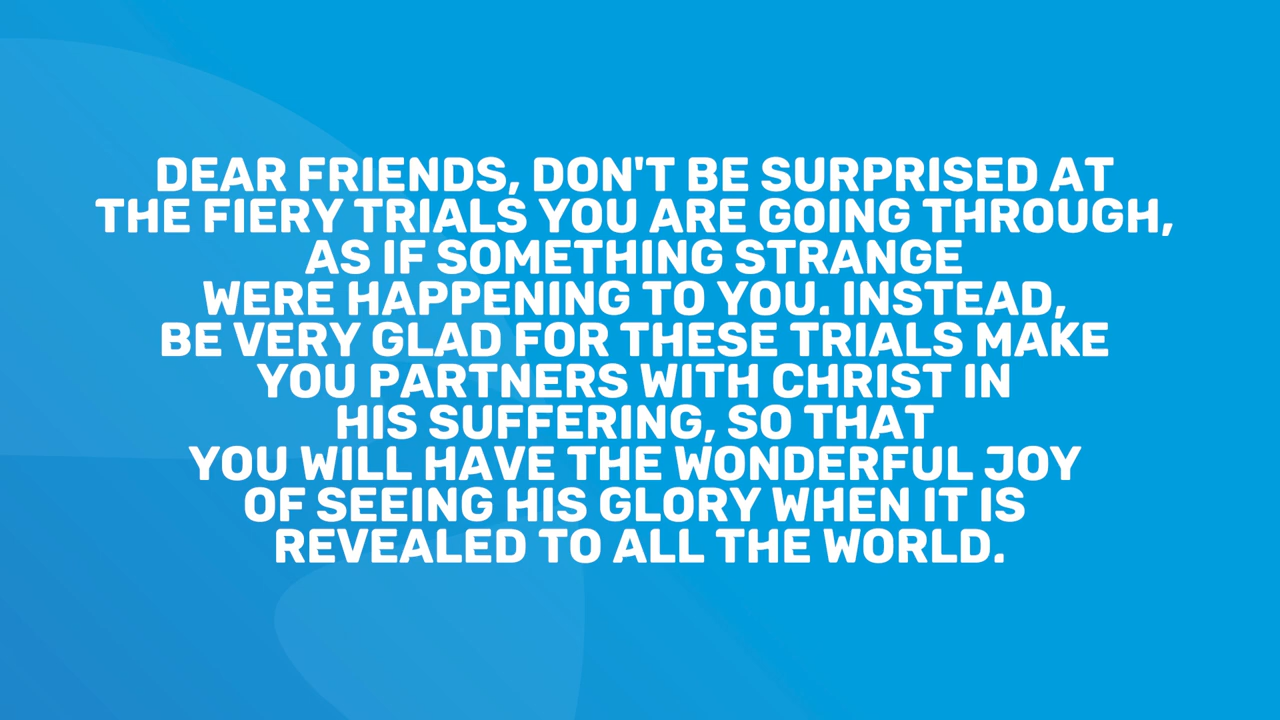 DEAR FRIENDS, DON'T BE SURPRISED AT
THE FIERY TRIALS YOU ARE GOING THROUGH,
AS IF SOMETHING STRANGE
WERE HAPPENING TO YOU. INSTEAD,
BE VERY GLAD FOR THESE TRIALS MAKE
YOU PARTNERS WITH CHRIST IN
HIS SUFFERING, SO THAT
YOU WILL HAVE THE WONDERFUL JOY
OF SEEING HIS GLORY WHEN IT IS
REVEALED TO ALL THE WORLD.